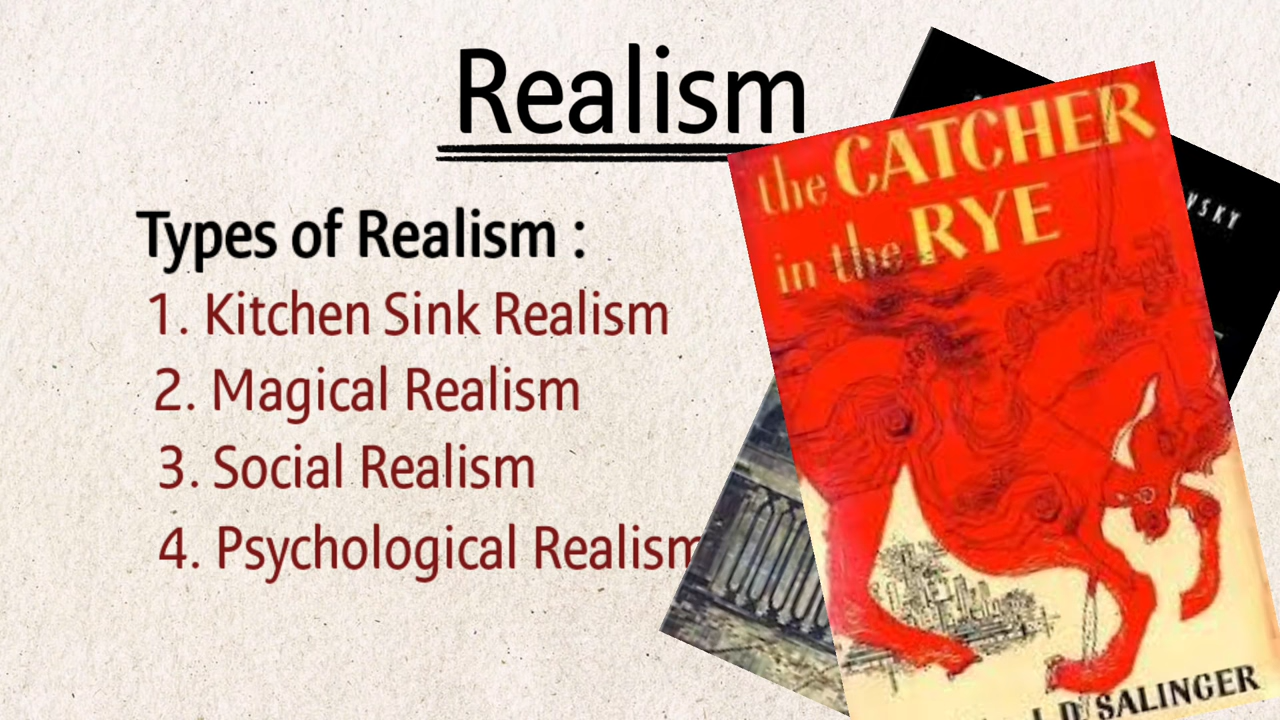 Realism
Types of Realism :
1. Kitchen Sink Realism
2. Magical Realism
3. Social Realism
4. Psychological Realism
the CATCHER
in the RYE
J. D. SALINGER